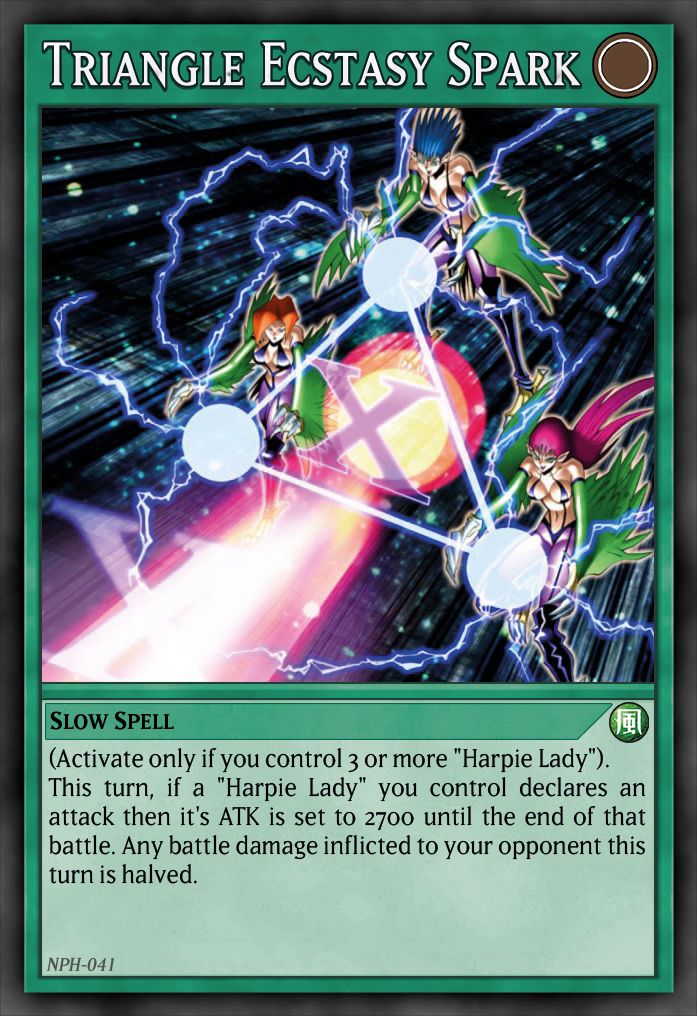 Triangle Ecstasy Spark
X
Slow Spell
風
(Activate only if you control 3 or more "Harpie Lady").
This turn, if a "Harpie Lady" you control declares an
attack then it's ATK is set to 2700 until the end of that
battle. Any battle damage inflicted to your opponent this
turn is halved.
NPH-041